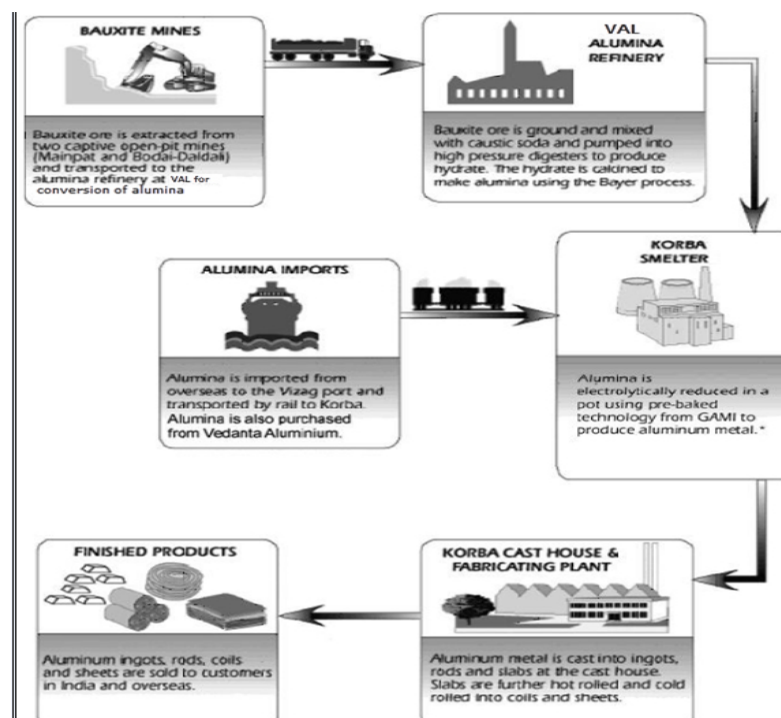 BAUXITE MINES
Bauxite ore is extracted from
two captive open-pit mines
(Mainpat and Bodai-Daldali)
and transported to the
alumina refinery at VAL for
conversion of alumina
VAL
ALUMINA
REFINERY
Bauxite ore is ground and mixed
with caustic soda and pumped into
high pressure digesters to produce
hydrate. The hydrate is calcined to
make alumina using the Bayer process.
ALUMINA IMPORTS
Alumina is imported from
overseas to the Vizag port and
transported by rail to Korba.
Alumina is also purchased
from Vedanta Aluminium.
KORBA
SMELTER
Alumina is
electrolytically reduced in a
pot using pre-baked
technology from GAMI to
produce aluminum metal.*
KORBA CAST HOUSE &
FABRICATING PLANT
Aluminum metal is cast into ingots,
rods and slabs at the cast house.
Slabs are further hot rolled and cold
rolled into coils and sheets.
FINISHED PRODUCTS
Aluminum ingots, rods, coils
and sheets are sold to customers
in India and overseas.